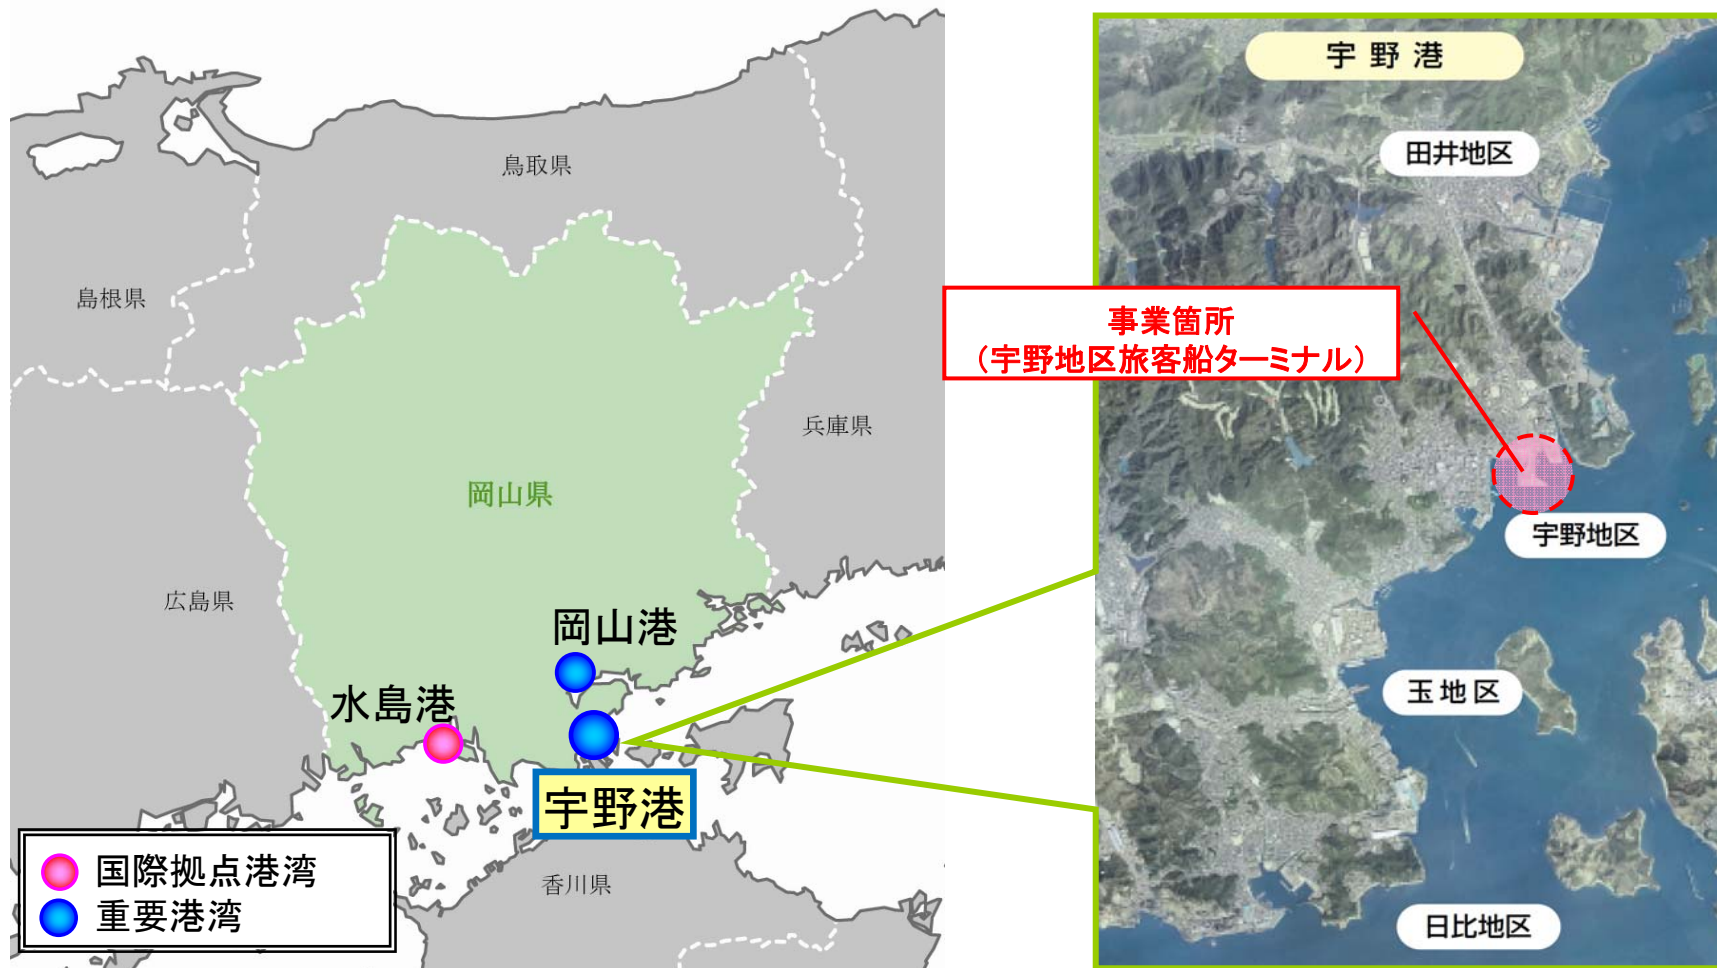 鳥取県
島根県
兵庫県
岡山県
広島県
岡山港
水島港
宇野港
香川県
国際拠点港湾
重要港湾
宇野港
田井地区
事業箇所
（宇野地区旅客船ターミナル）
宇野地区
玉地区
日比地区